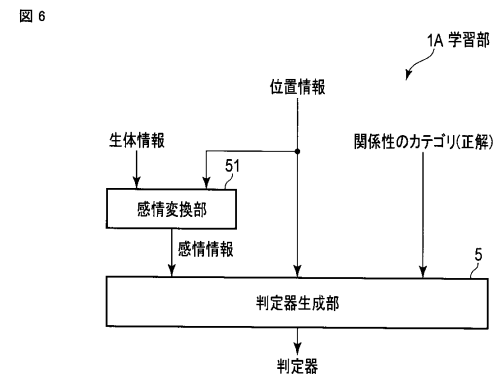 図 6
1A 学習部
位置情報
生体情報
関係性のカテゴリ(正解)
51
感情変換部
感情情報
5
判定器生成部
判定器